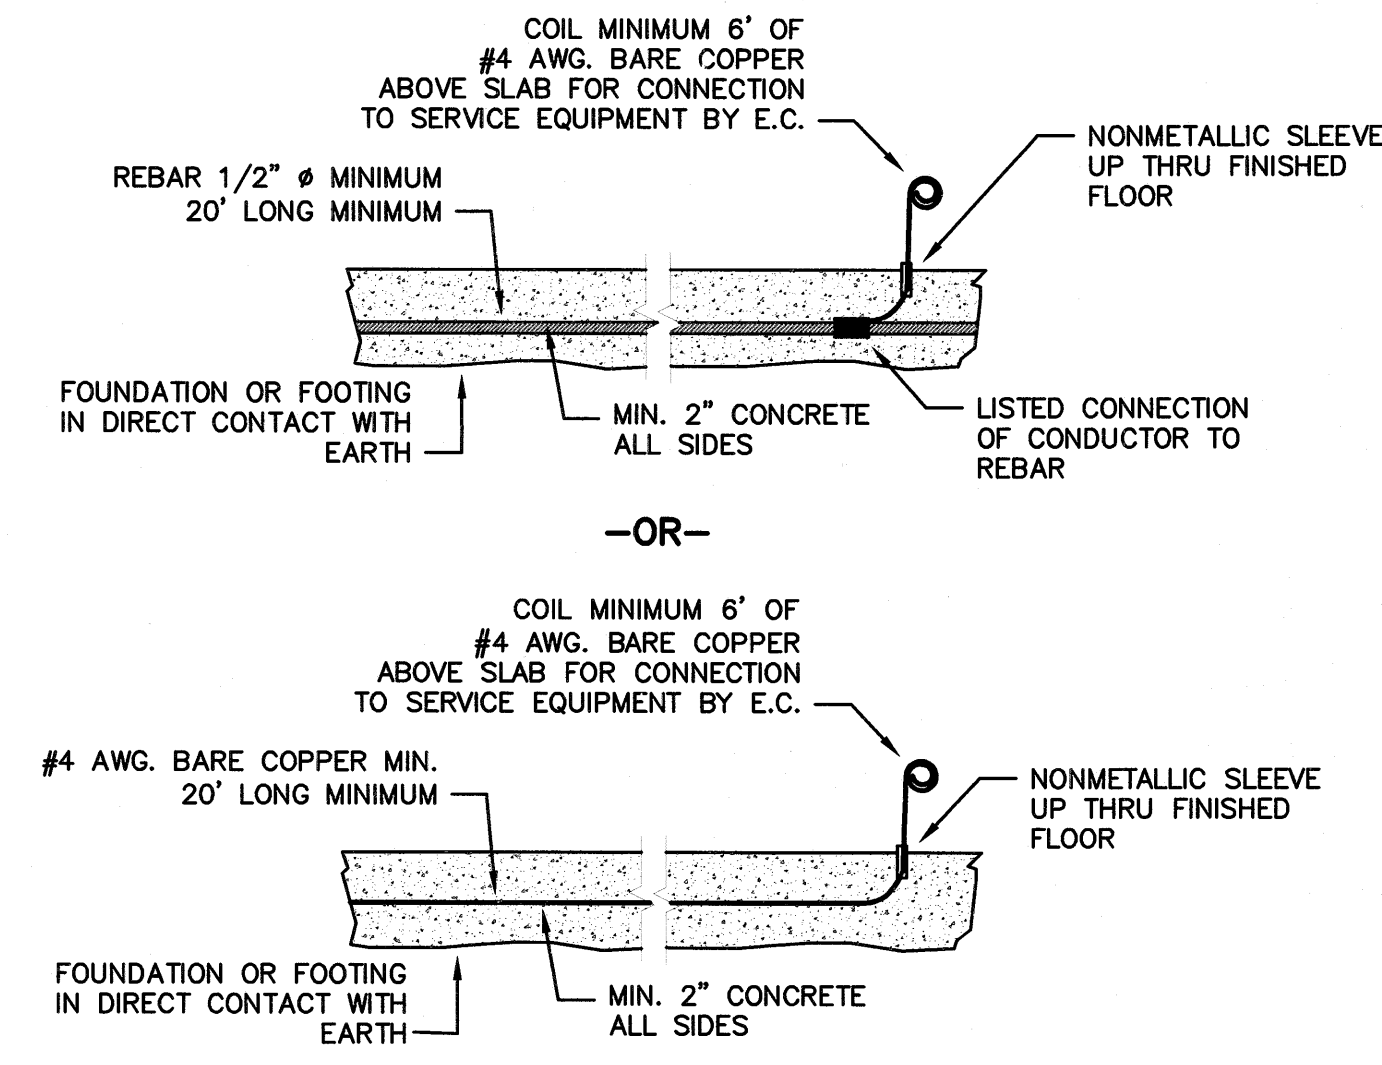 COIL MINIMUM 6' OF
#4 AWG. BARE COPPER
ABOVE SLAB FOR CONNECTION
TO SERVICE EQUIPMENT BY E.C.
NONMETALLIC SLEEVE
UP THRU FINISHED
FLOOR
REBAR 1/2" ø MINIMUM
20' LONG MINIMUM
FOUNDATION OR FOOTING
IN DIRECT CONTACT WITH
EARTH
MIN. 2" CONCRETE
ALL SIDES
LISTED CONNECTION
OF CONDUCTOR TO
REBAR
-OR-
COIL MINIMUM 6' OF
#4 AWG. BARE COPPER
ABOVE SLAB FOR CONNECTION
TO SERVICE EQUIPMENT BY E.C.
#4 AWG. BARE COPPER MIN.
20' LONG MINIMUM
NONMETALLIC SLEEVE
UP THRU FINISHED
FLOOR
FOUNDATION OR FOOTING
IN DIRECT CONTACT WITH
EARTH
MIN. 2" CONCRETE
ALL SIDES